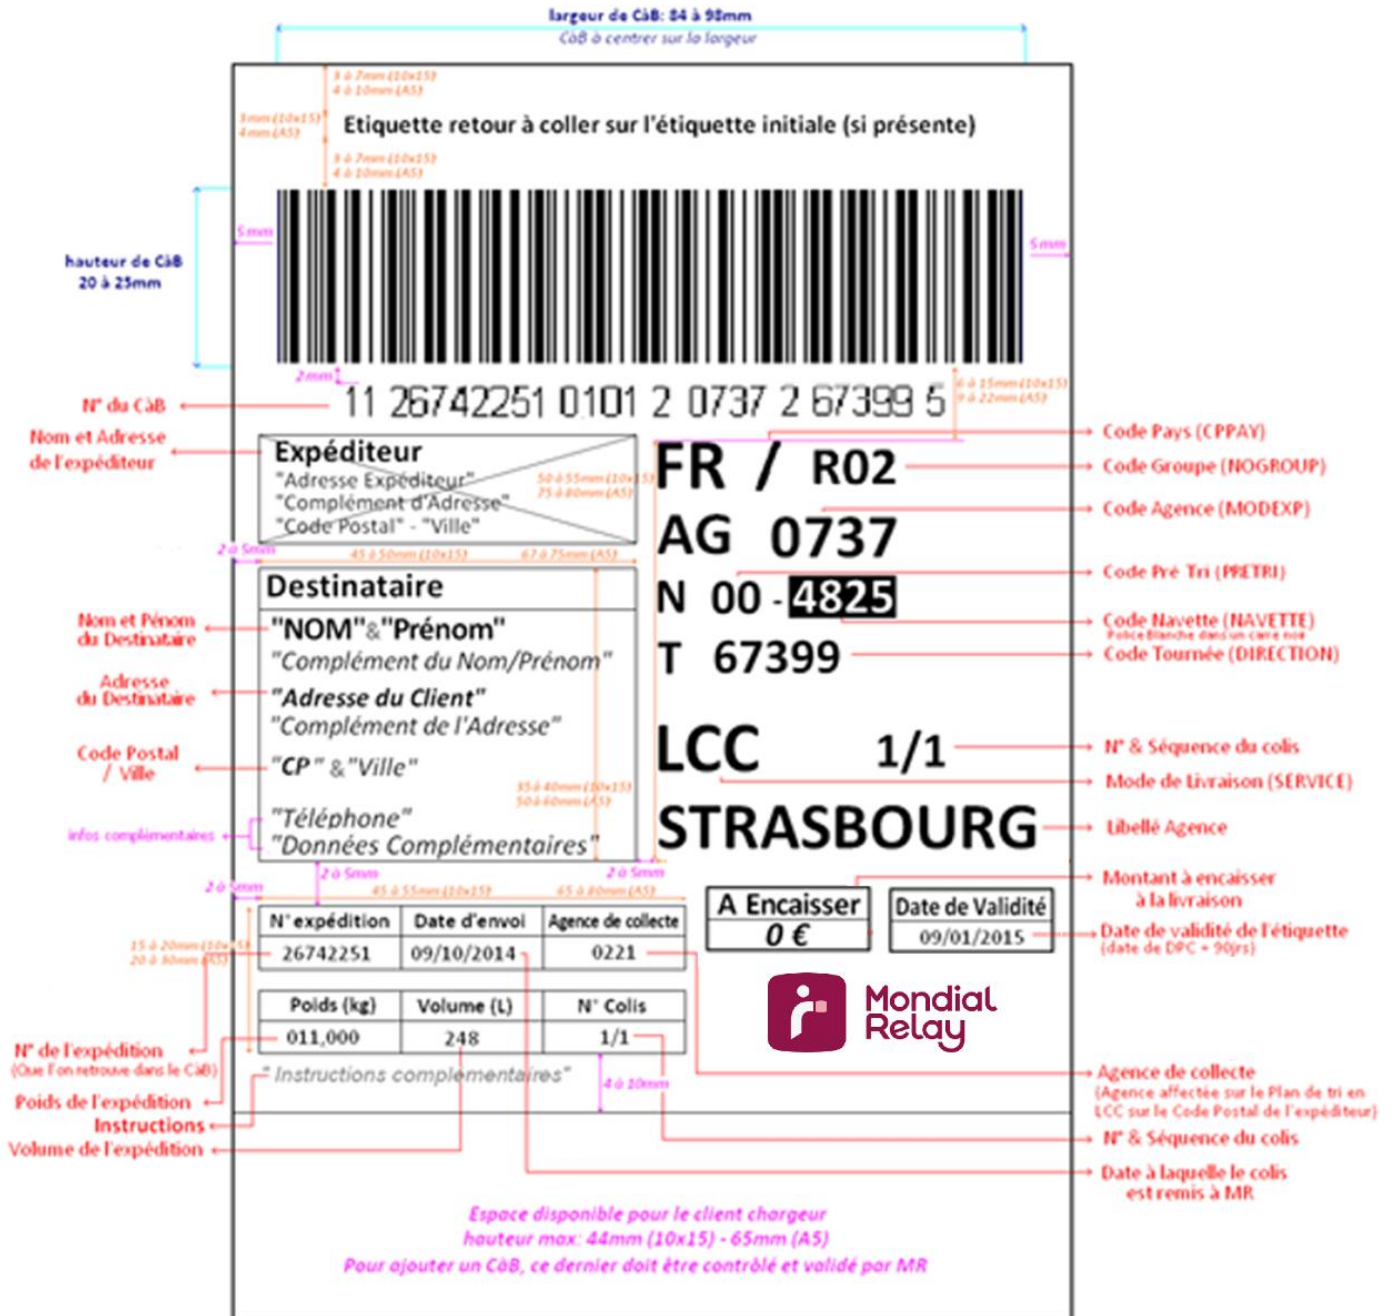 largeur de CàB: 84 à 98mm
CàB à centrer sur la largeur
3 à 7mm (10x15)
4 à 10mm (A5)
3mm (10x15)
4mm (A5)
Etiquette retour à coller sur l'étiquette initiale (si présente)
3 à 7mm (10x15)
4 à 10mm (A5)
5mm
5mm
hauteur de CàB
20 à 25mm
2mm
6 à 15mm (10x15)
9 à 22mm (A5)
N° du CàB
11 26742251 0101 2 0737 2 67399 5
Nom et Adresse
de l'expéditeur
Expéditeur
"Adresse Expéditeur"
"Complément d'Adresse"
"Code Postal" - "Ville"
50 à 55mm (10x15)
75 à 80mm (A5)
FR / R02
Code Pays (CPPAY)
Code Groupe (NOGROUP)
AG 0737
Code Agence (MODEXP)
2 à 5mm
45 à 50mm (10x15)
67 à 75mm (A5)
N 00 - 4825
Code Pré Tri (PRETRI)
Code Navette (NAVETTE)
Police Blanche dans un carre noir
T 67399
Code Tournée (DIRECTION)
Destinataire
Nom et Pénom
du Destinataire
"NOM"&"Prénom"
"Complément du Nom/Prénom"
Adresse
du Destinataire
"Adresse du Client"
"Complément de l'Adresse"
Code Postal
/ Ville
"CP" & "Ville"
35 à 40mm (10x15)
50 à 60mm (A5)
infos complémentaires
"Téléphone"
"Données Complémentaires"
LCC 1/1
N° & Séquence du colis
Mode de Livraison (SERVICE)
STRASBOURG
Libellé Agence
2 à 5mm
2 à 5mm
2 à 5mm
45 à 55mm (10x15)
65 à 80mm (A5)
Montant à encaisser
à la livraison
A Encaisser
0 €
Date de Validité
09/01/2015
Date de validité de l'étiquette
(date de DPC + 90jrs)
N° expédition Date d'envoi Agence de collecte
26742251 09/10/2014 0221
15 à 20mm (10x15)
20 à 30mm (A5)
Poids (kg) Volume (L) N° Colis
011,000 248 1/1
Mondial
Relay
N° de l'expédition
(Que l'on retrouve dans le CàB)
" Instructions complémentaires"
4 à 10mm
Agence de collecte
(Agence affectée sur le Plan de tri en
LCC sur le Code Postal de l'expéditeur)
Poids de l'expédition
Instructions
Volume de l'expédition
N° & Séquence du colis
Date à laquelle le colis
est remis à MR
Espace disponible pour le client chargeur
hauteur max: 44mm (10x15) - 65mm (A5)
Pour ajouter un CàB, ce dernier doit être contrôlé et validé par MR